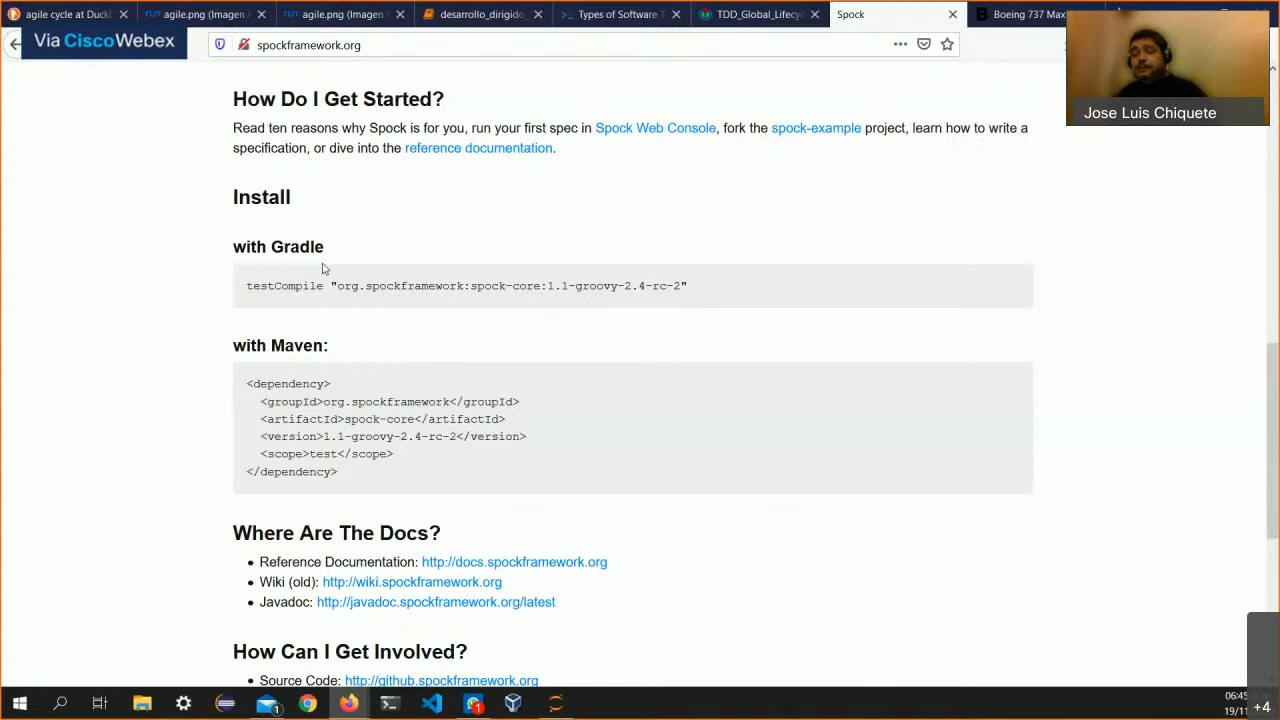 agile cycle at Duck
agile.png (Imagen
agile.png (Imagen
desarrollo_dirigido_
Types of Software T
TDD_Global_Lifecy
Spock
Boeing 737 Max
Via CiscoWebex
spockframework.org
Jose Luis Chiquete
How Do I Get Started?
Read ten reasons why Spock is for you, run your first spec in Spock Web Console, fork the spock-example project, learn how to write a
specification, or dive into the reference documentation.
Install
with Gradle
testCompile "org.spockframework:spock-core:1.1-groovy-2.4-rc-2"
with Maven:
<dependency>
<groupId>org.spockframework</groupId>
<artifactId>spock-core</artifactId>
<version>1.1-groovy-2.4-rc-2</version>
<scope>test</scope>
</dependency>
Where Are The Docs?
Reference Documentation: http://docs.spockframework.org
Wiki (old): http://wiki.spockframework.org
Javadoc: http://javadoc.spockframework.org/latest
How Can I Get Involved?
Source Code: http://github.spockframework.org
1
1
06:45
19/11
+4